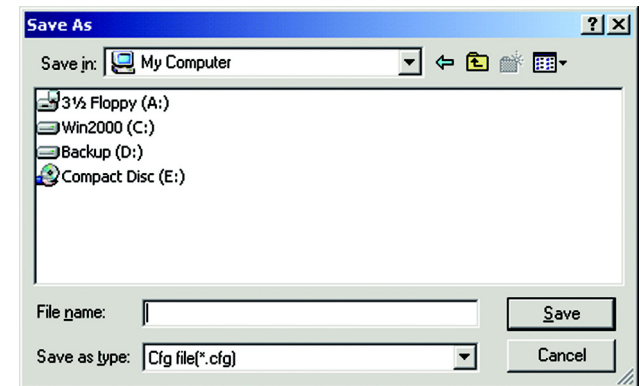 Save As
Save in: My Computer
3½ Floppy (A:)
Win2000 (C:)
Backup (D:)
Compact Disc (E:)
File name: Save
Save as type: Cfg file(*.cfg) Cancel